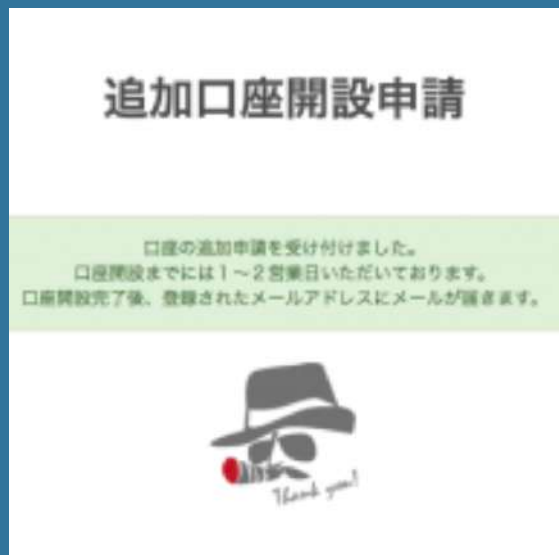 追加口座開設申請
口座の追加申請を受け付けました。
口座開設までには１～２営業日いただいております。
口座開設完了後、登録されたメールアドレスにメールが届きます。
Thank you!